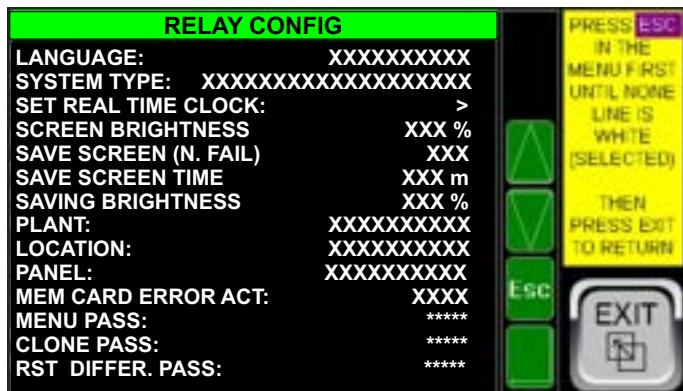 RELAY CONFIG
LANGUAGE: XXXXXXXXXX
SYSTEM TYPE: XXXXXXXXXXXXXXXXXXX
SET REAL TIME CLOCK: >
SCREEN BRIGHTNESS XXX %
SAVE SCREEN (N. FAIL) XXX
SAVE SCREEN TIME XXX m
SAVING BRIGHTNESS XXX %
PLANT: XXXXXXXXXX
LOCATION: XXXXXXXXXX
PANEL: XXXXXXXXXX
MEM CARD ERROR ACT: XXXX
MENU PASS: *****
CLONE PASS: *****
RST DIFFER. PASS: *****
Esc
PRESS ESC
IN THE
MENU FIRST
UNTIL NONE
LINE IS
WHITE
(SELECTED)
THEN
PRESS EXIT
TO RETURN
EXIT